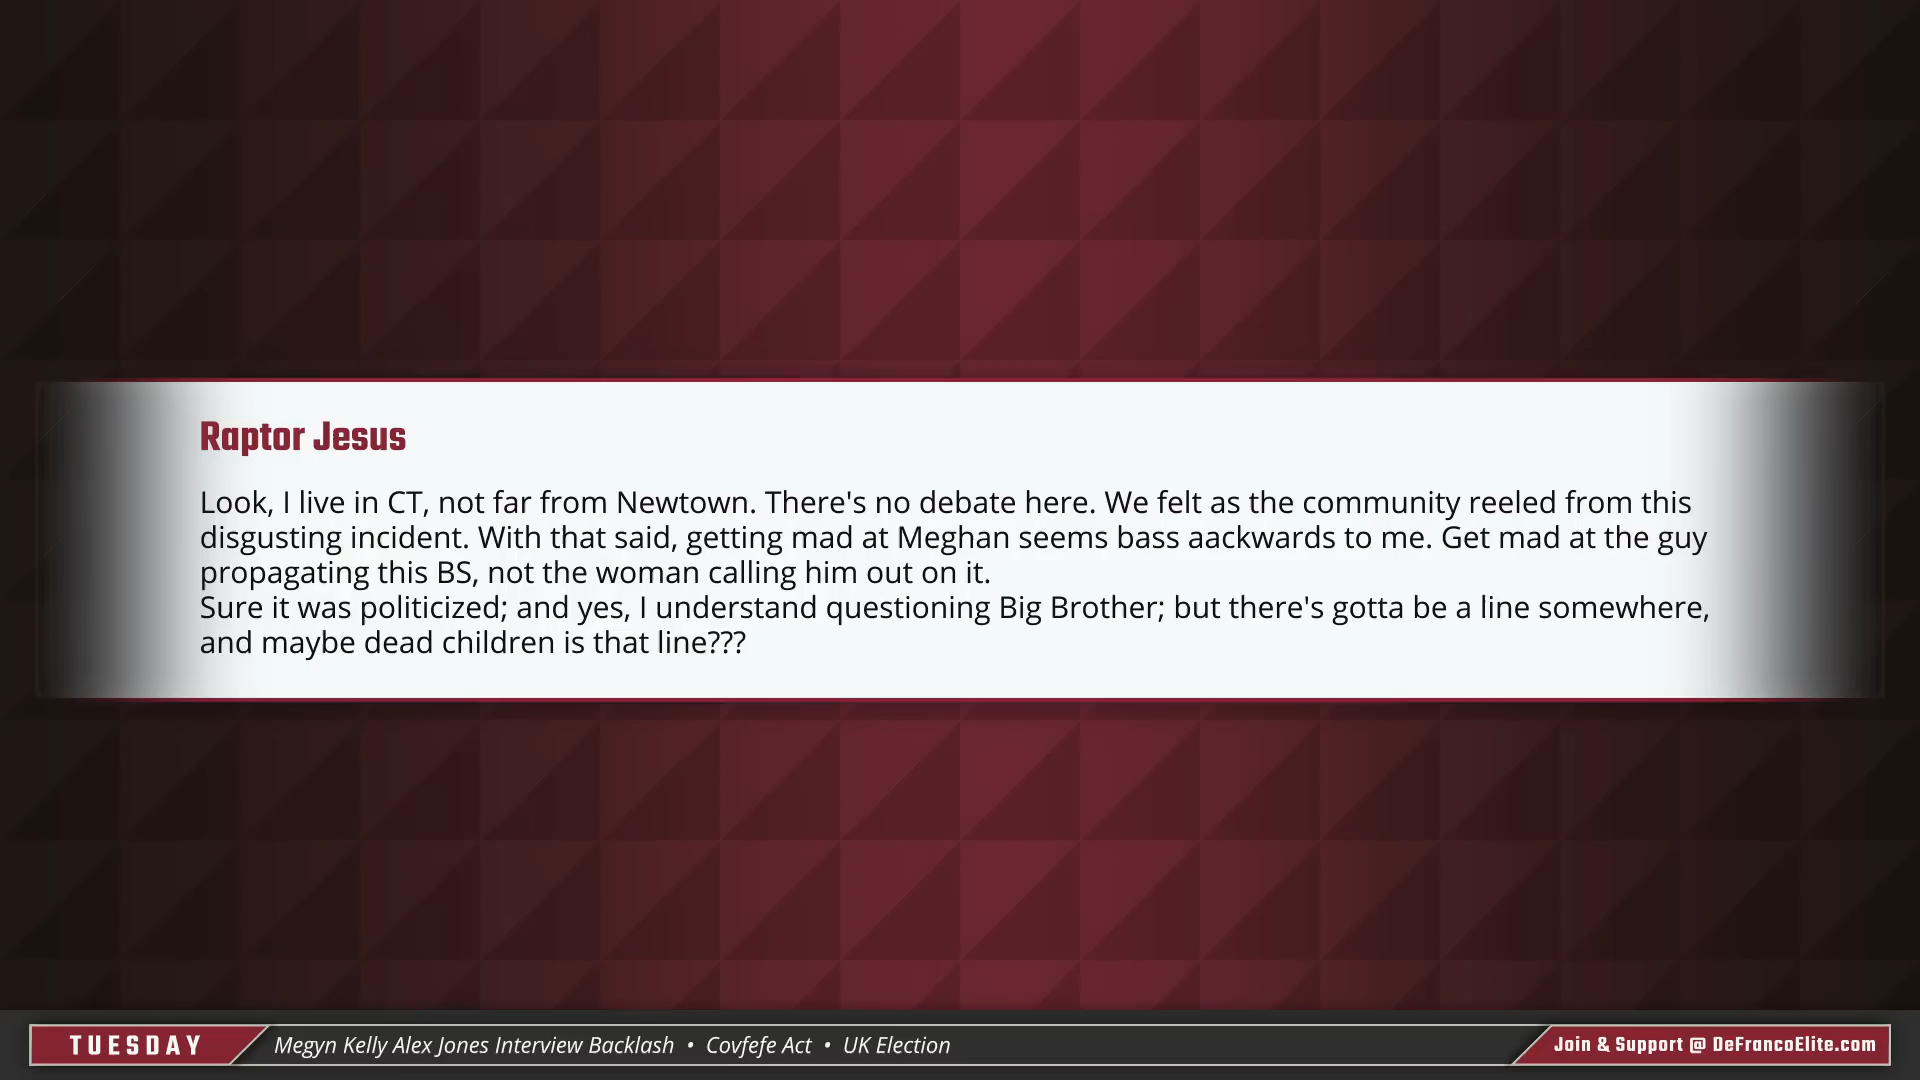 Raptor Jesus
Look, I live in CT, not far from Newtown. There's no debate here. We felt as the community reeled from this
disgusting incident. With that said, getting mad at Meghan seems bass aackwards to me. Get mad at the guy
propagating this BS, not the woman calling him out on it.
Sure it was politicized; and yes, I understand questioning Big Brother; but there's gotta be a line somewhere,
and maybe dead children is that line???
TUESDAY
Megyn Kelly Alex Jones Interview Backlash • Covfefe Act • UK Election
Join & Support @ DeFrancoElite.com